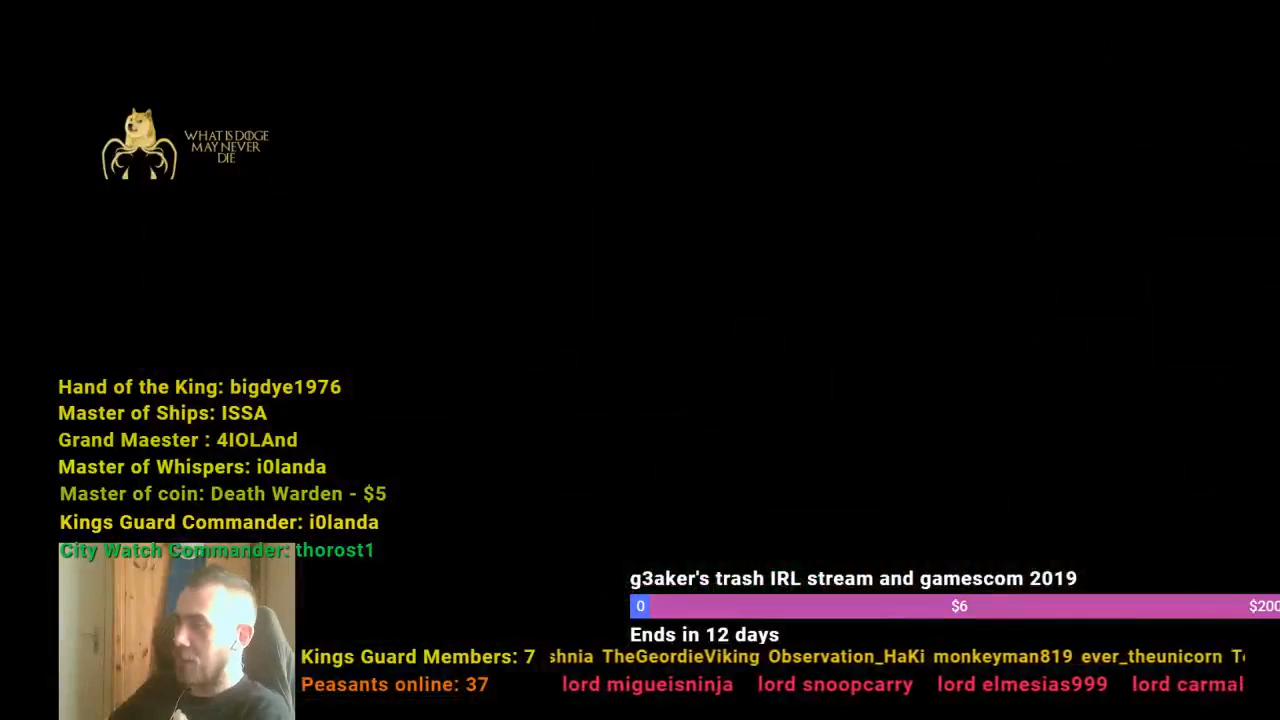 WHAT IS DOGE
MAY NEVER
DIE
Hand of the King: bigdye1976
Master of Ships: ISSA
Grand Maester : 4IOLAnd
Master of Whispers: i0landa
Master of coin: Death Warden - $5
Kings Guard Commander: i0landa
City Watch Commander: thorost1
g3aker's trash IRL stream and gamescom 2019
0 $6 $200
Ends in 12 days
Kings Guard Members: 7 shnia TheGeordieViking Observation_HaKi monkeyman819 ever_theunicorn
Peasants online: 37 lord migueisninja lord snoopcarry lord elmesias999 lord carmal